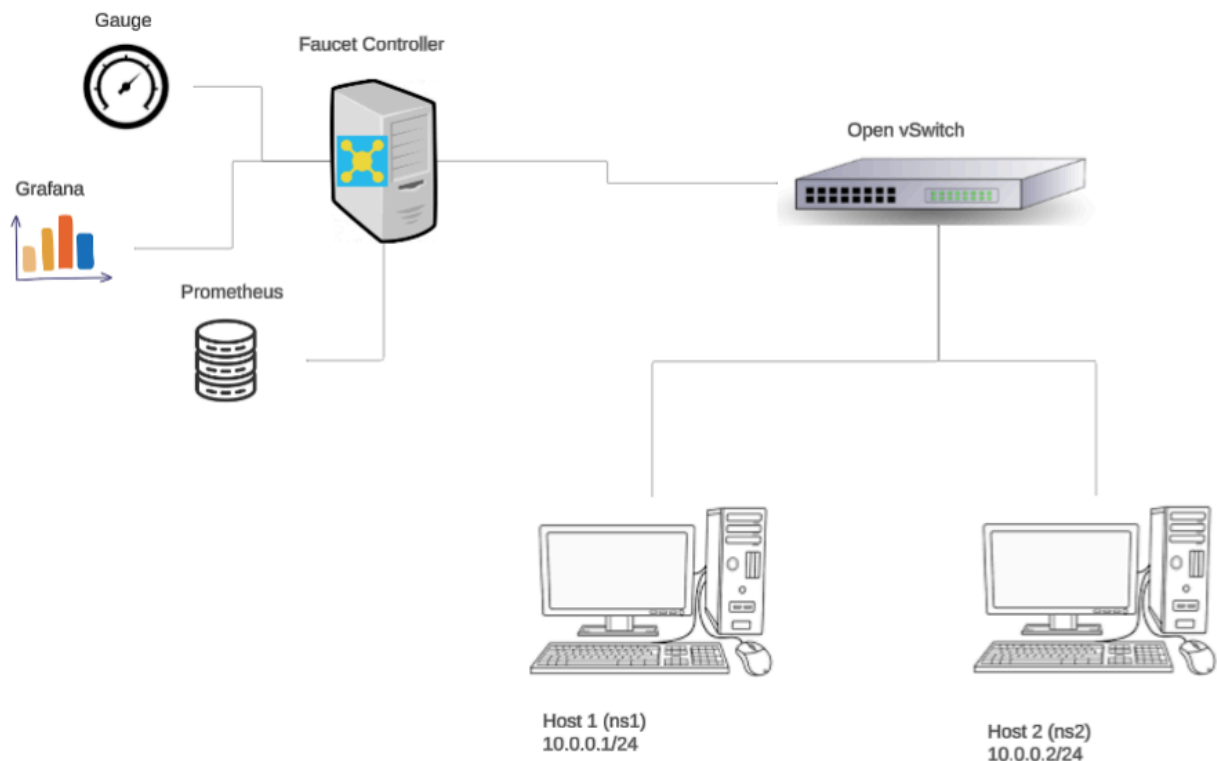 Gauge
Faucet Controller
Open vSwitch
Grafana
Prometheus
Host 1 (ns1)
10.0.0.1/24
Host 2 (ns2)
10.0.0.2/24